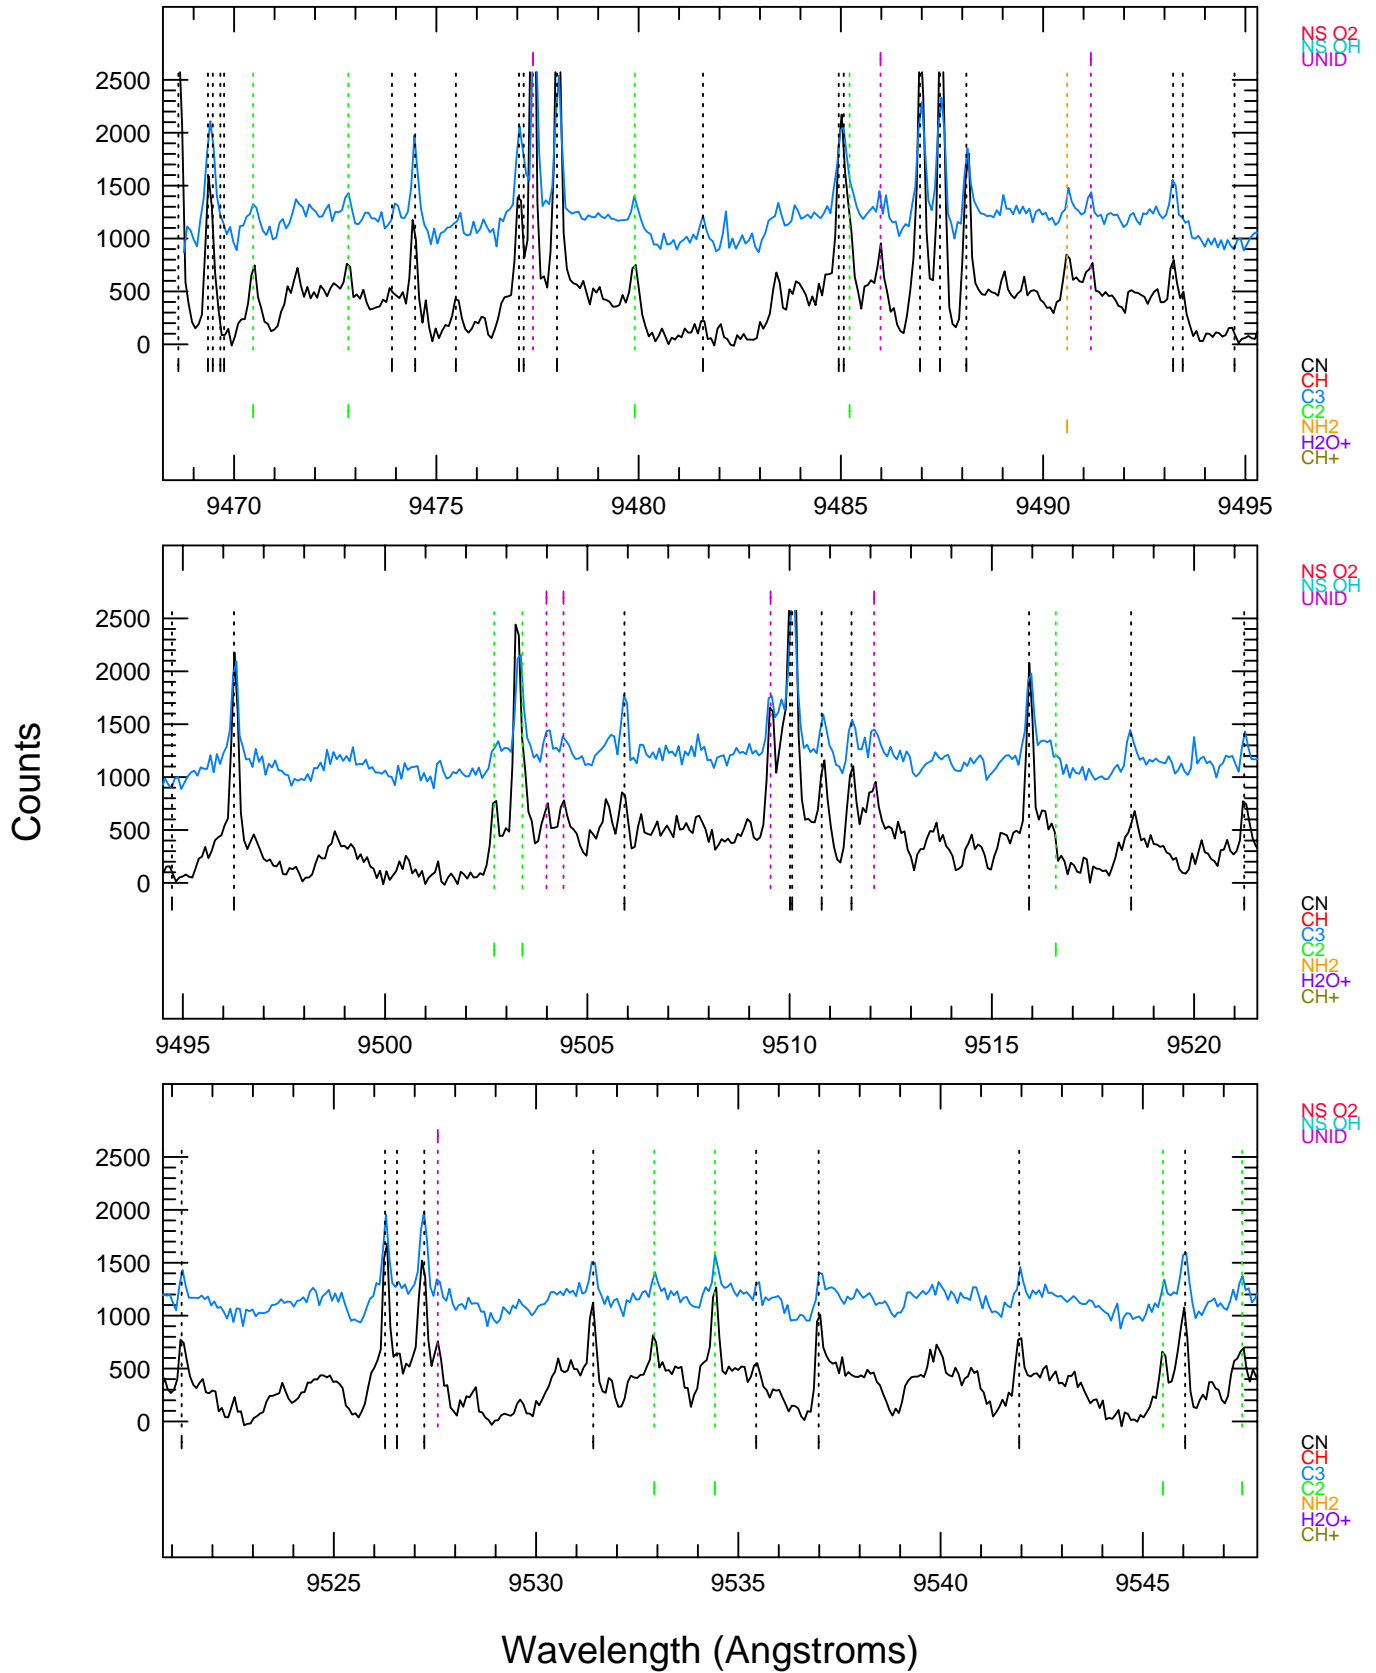 NS O2
NS OH
UNID
2500
2000
1500
1000
500
0
CN
CH
C3
C2
NH2
H2O+
CH+
9470 9475 9480 9485 9490 9495
NS O2
NS OH
UNID
2500
2000
1500
1000
500
0
CN
CH
C3
C2
NH2
H2O+
CH+
9495 9500 9505 9510 9515 9520
Counts
NS O2
NS OH
UNID
2500
2000
1500
1000
500
0
CN
CH
C3
C2
NH2
H2O+
CH+
9525 9530 9535 9540 9545
Wavelength (Angstroms)